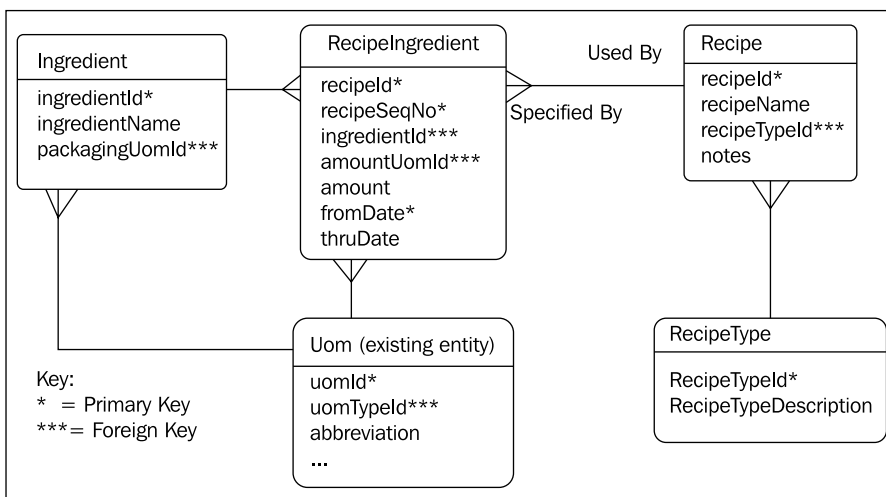 Ingredient
ingredientId*
ingredientName
packagingUomId***
RecipeIngredient
recipeId*
recipeSeqNo*
ingredientId***
amountUomId***
amount
fromDate*
thruDate
Used By
Specified By
Recipe
recipeId*
recipeName
recipeTypeId***
notes
Uom (existing entity)
uomId*
uomTypeId***
abbreviation
...
RecipeType
RecipeTypeId*
RecipeTypeDescription
Key:
* = Primary Key
***= Foreign Key